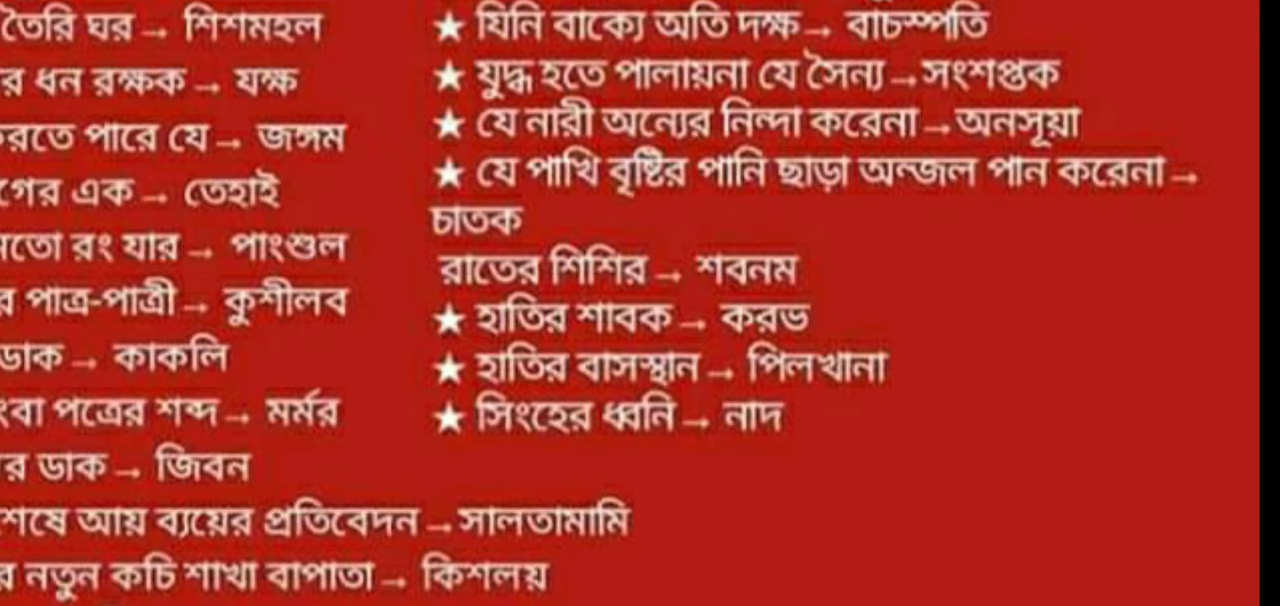 তৈরি ঘর→ শিশমহল
র ধন রক্ষক→ যক্ষ
রতে পারে যে→ জঙ্গম
গের এক→ তেহাই
মতো রং যার→ পাংশুল
র পাত্র-পাত্রী→ কুশীলব
ডাক→ কাকলি
ংবা পত্রের শব্দ→ মর্মর
র ডাক→ জিবন
শেষে আয় ব্যয়ের প্রতিবেদন→সালতামামি
র নতুন কচি শাখা বাপাতা→ কিশলয়
★ যিনি বাক্যে অতি দক্ষ→ বাচস্পতি
★ যুদ্ধ হতে পালায়না যে সৈন্য→সংশপ্তক
★ যে নারী অন্যের নিন্দা করেনা→অনসূয়া
★ যে পাখি বৃষ্টির পানি ছাড়া অন্জল পান করেনা→
চাতক
রাতের শিশির→ শবনম
★ হাতির শাবক→ করভ
★ হাতির বাসস্থান→ পিলখানা
★ সিংহের ধ্বনি→ নাদ